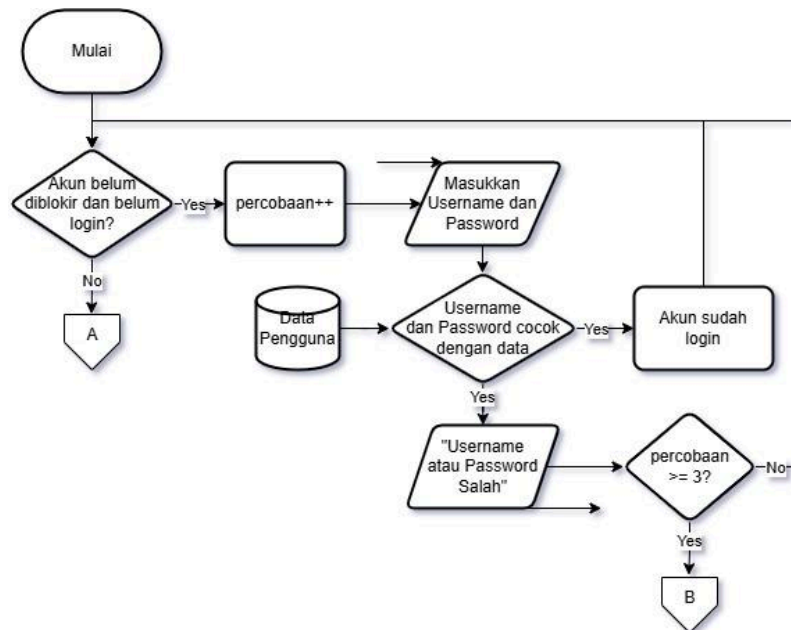 Mulai
Akun belum
diblokir dan belum
login?
Yes
percobaan++
Masukkan
Username dan
Password
No
A
Data
Pengguna
Username
dan Password cocok
dengan data
Yes
Akun sudah
login
Yes
"Username
atau Password
Salah"
percobaan
>= 3?
No
Yes
B